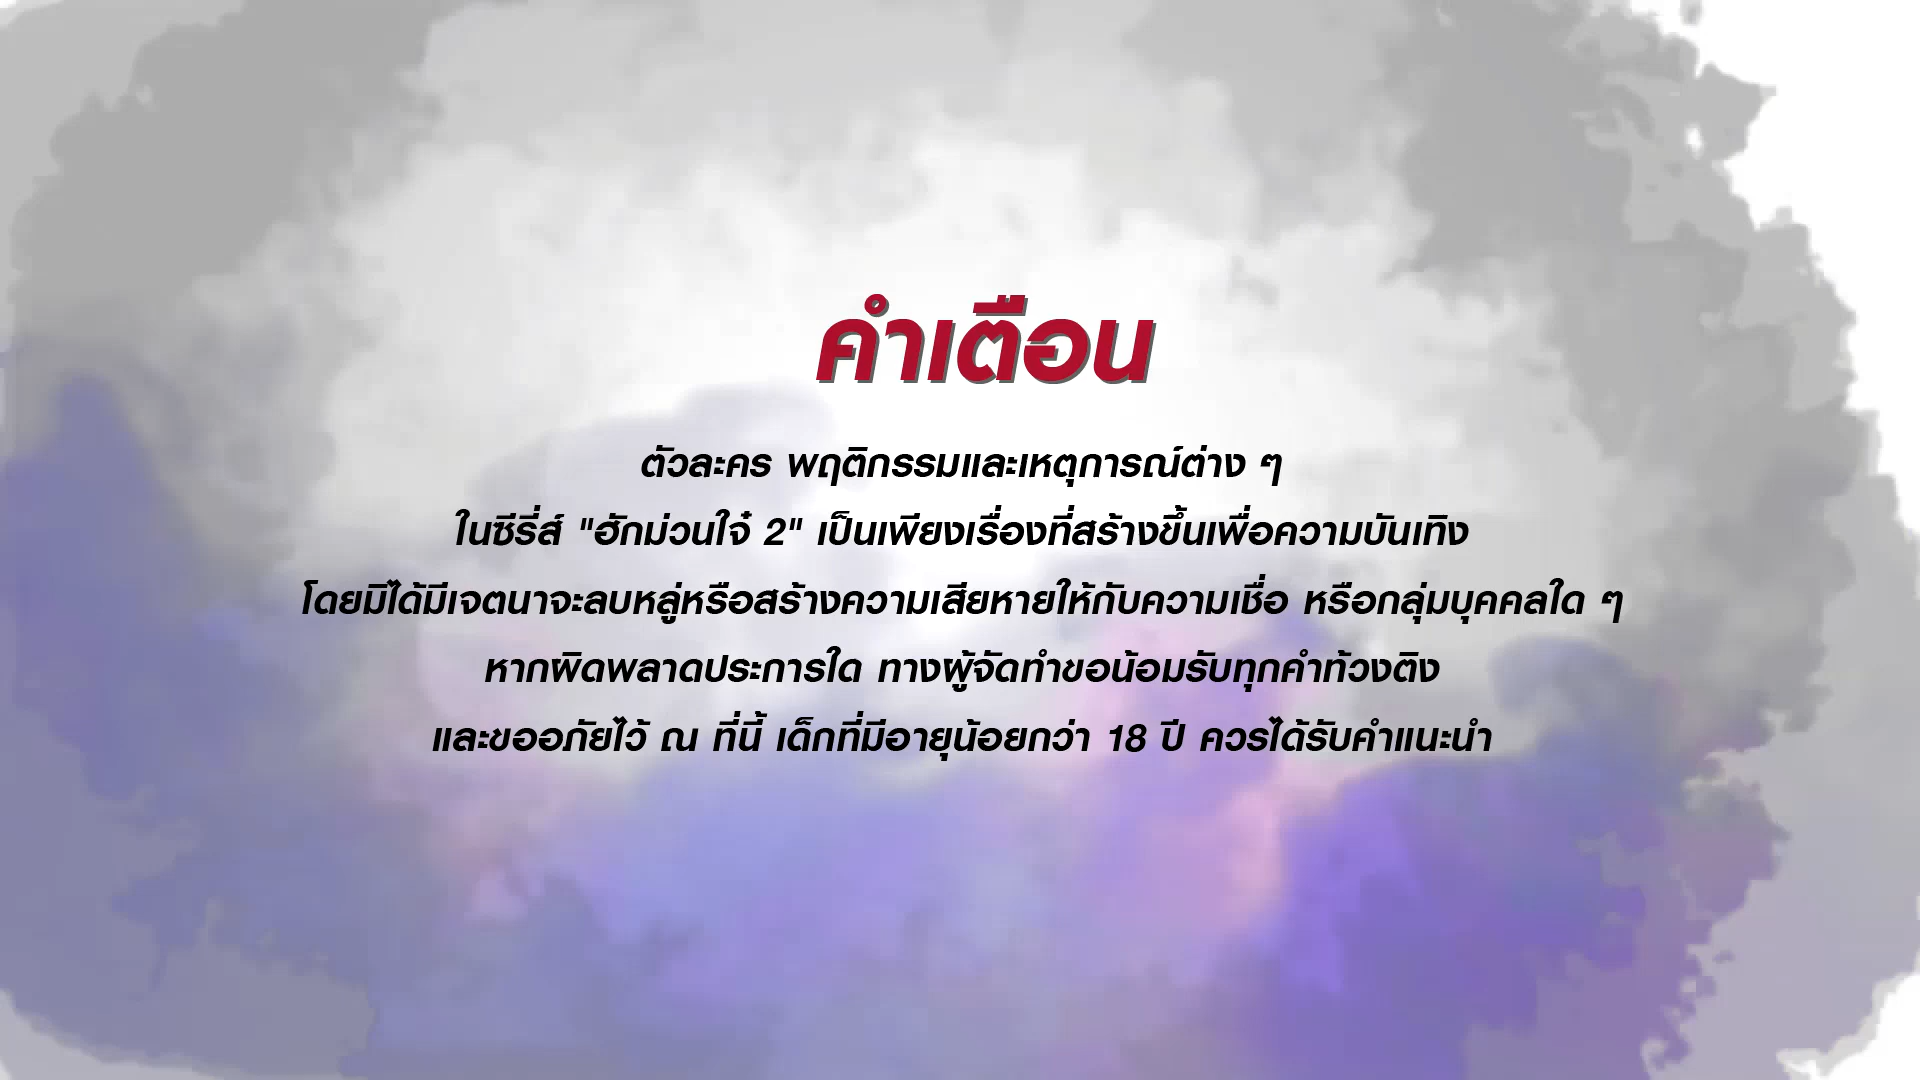 คำเตือน
ตัวละคร พฤติกรรมและเหตุการณ์ต่าง ๆ
ในซีรี่ส์ "ฮักม่วนใจ๋ 2" เป็นเพียงเรื่องที่สร้างขึ้นเพื่อความบันเทิง
โดยมิได้มีเจตนาจะลบหลู่หรือสร้างความเสียหายให้กับความเชื่อ หรือกลุ่มบุคคลใด ๆ
หากผิดพลาดประการใด ทางผู้จัดทำขอน้อมรับทุกคำท้วงติง
และขออภัยไว้ ณ ที่นี้ เด็กที่มีอายุน้อยกว่า 18 ปี ควรได้รับคำแนะนำ